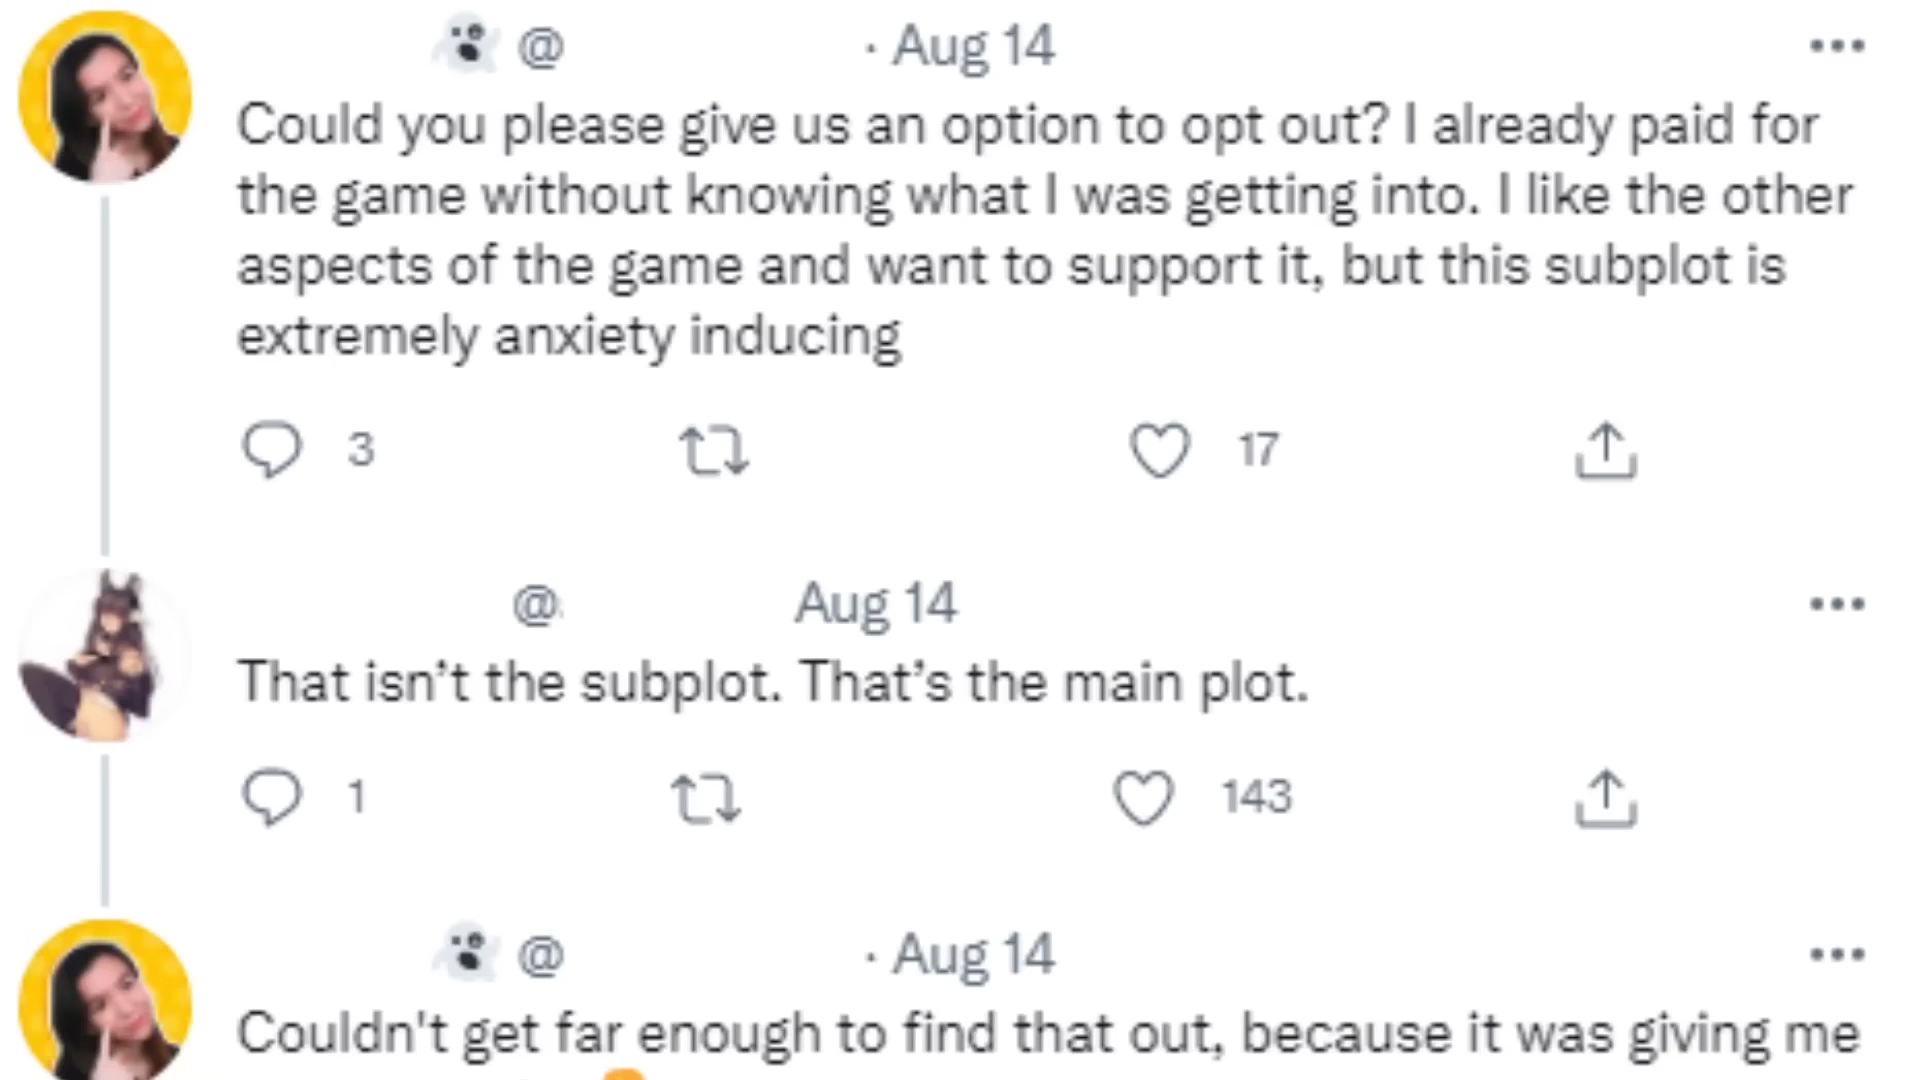 @ · Aug 14
Could you please give us an option to opt out? I already paid for
the game without knowing what I was getting into. I like the other
aspects of the game and want to support it, but this subplot is
extremely anxiety inducing
3 17
@ Aug 14
That isn’t the subplot. That’s the main plot.
1 143
@ · Aug 14
Couldn't get far enough to find that out, because it was giving me